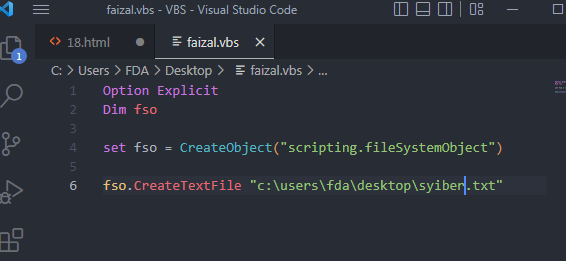 faizal.vbs - VBS - Visual Studio Code
18.html
faizal.vbs
C: > Users > FDA > Desktop > faizal.vbs > ...
1
1 Option Explicit
2 Dim fso
3
4 set fso = CreateObject("scripting.fileSystemObject")
5
6 fso.CreateTextFile "c:\users\fda\desktop\syiber.txt"